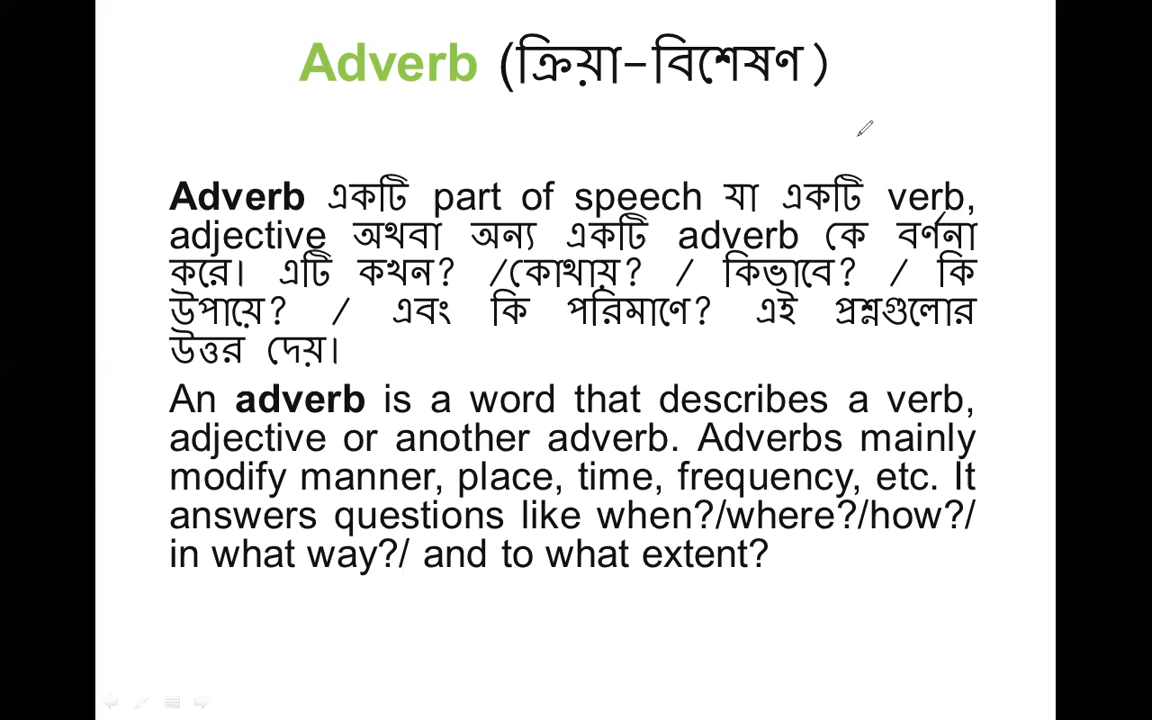 Adverb (ক্রিয়া-বিশেষণ)
Adverb একটি part of speech যা একটি verb,
adjective অথবা অন্য একটি adverb কে বর্ণনা
করে। এটি কখন? /কোথায়? / কিভাবে? / কি
উপায়ে? / এবং কি পরিমাণে? এই প্রশ্নগুলোর
উত্তর দেয়।
An adverb is a word that describes a verb,
adjective or another adverb. Adverbs mainly
modify manner, place, time, frequency, etc. It
answers questions like when?/where?/how?/
in what way?/ and to what extent?